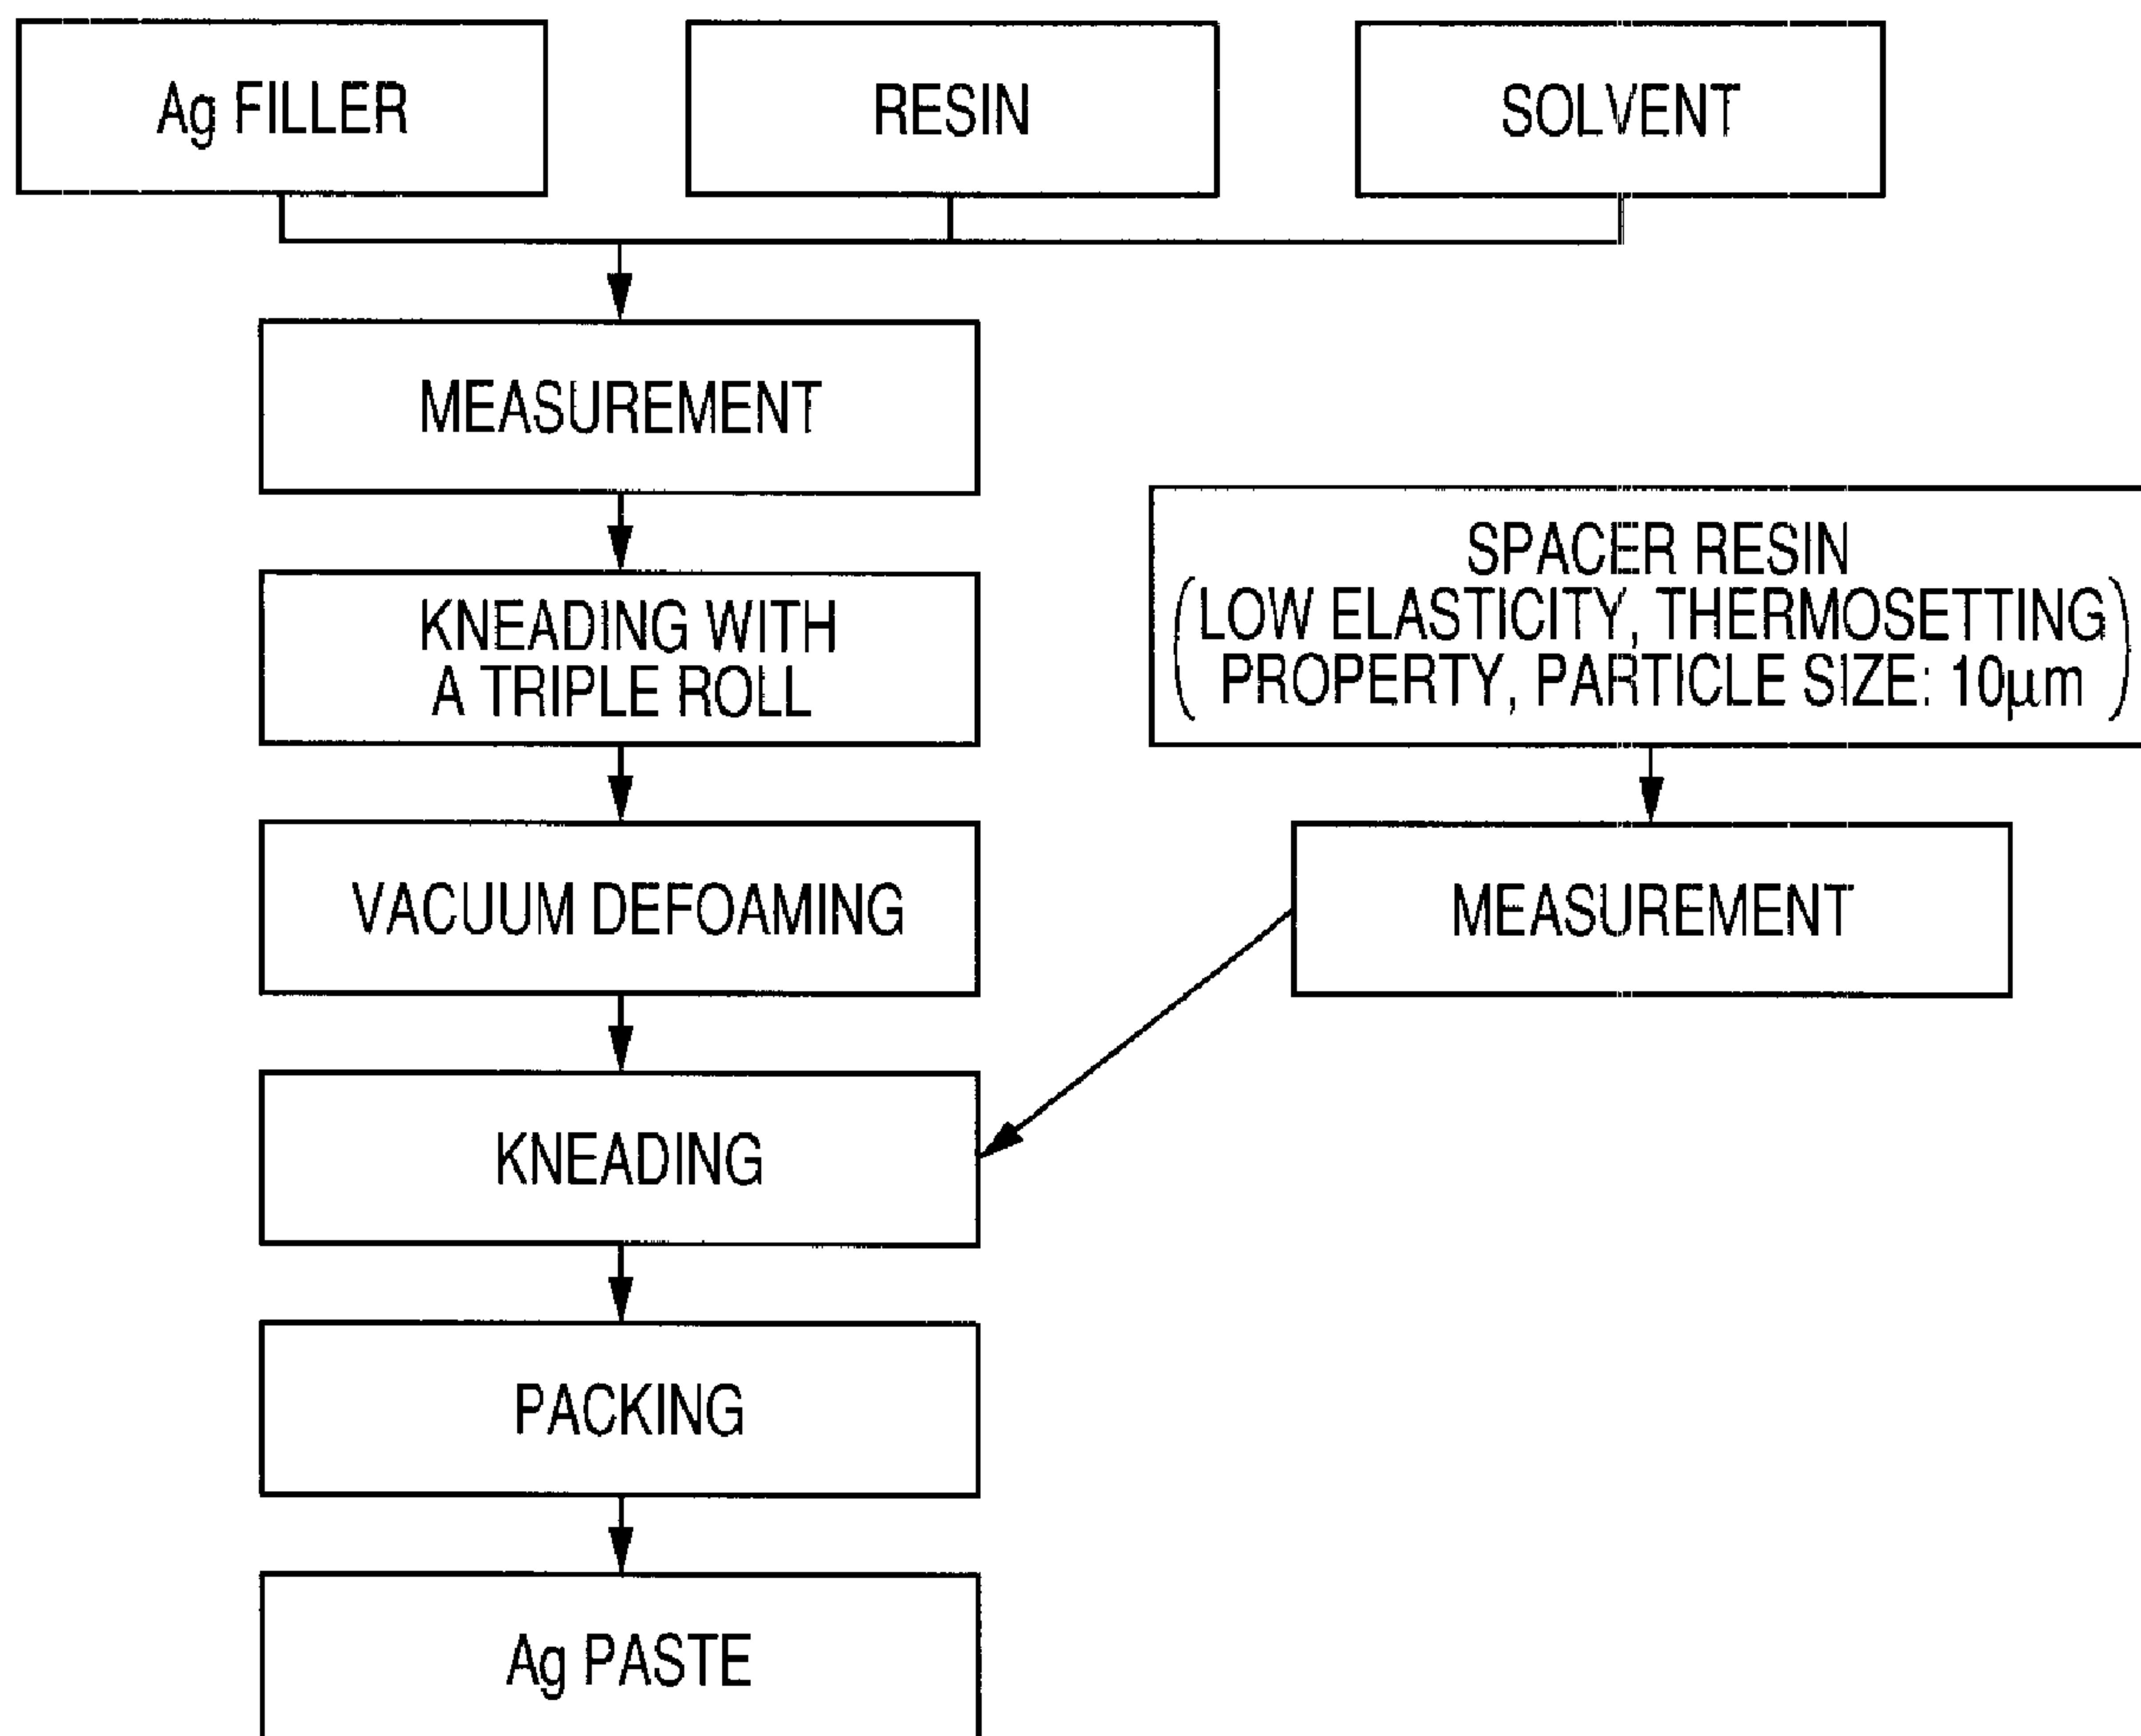 Ag FILLER
RESIN
SOLVENT
MEASUREMENT
SPACER RESIN
(LOW ELASTICITY, THERMOSETTING
PROPERTY, PARTICLE SIZE: 10μm)
KNEADING WITH
A TRIPLE ROLL
VACUUM DEFOAMING
MEASUREMENT
KNEADING
PACKING
Ag PASTE